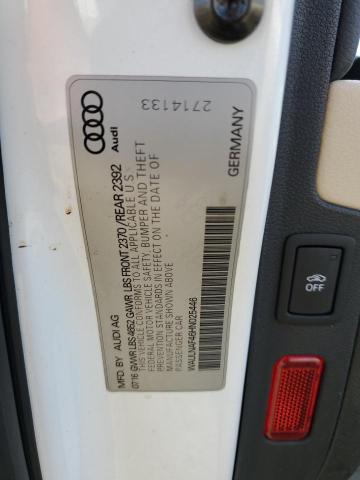 2714133
Audi
GERMANY
MFD. BY AUDI AG
07/16 GVWR LBS 4652 GAWR LBS FRONT 2370/REAR 2392
THIS VEHICLE CONFORMS TO ALL APPLICABLE U S
FEDERAL MOTOR VEHICLE SAFETY, BUMPER AND THEFT
PREVENTION STANDARDS IN EFFECT ON THE DATE OF
MANUFACTURE SHOWN ABOVE
PASSENGER CAR
WAULNAF46HN025446
OFF